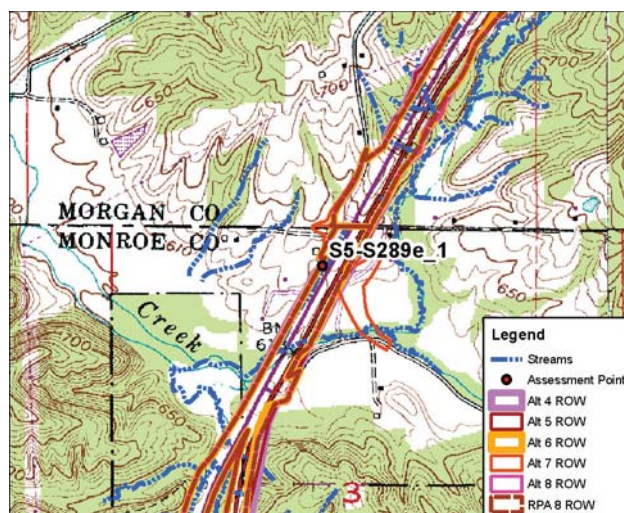 650
700
700
MORGAN CO
MONROE CO
S5-S289e_1
Creek
650
700
650
3
Legend
Streams
Assessment Point
Alt 4 ROW
Alt 5 ROW
Alt 6 ROW
Alt 7 ROW
Alt 8 ROW
RPA 8 ROW